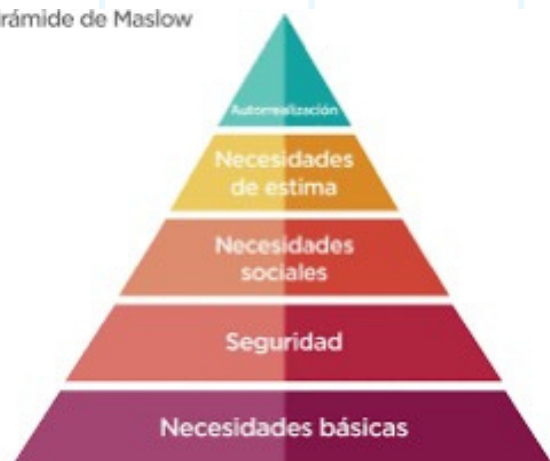 rámide de Maslow
Autorrealización
Necesidades
de estima
Necesidades
sociales
Seguridad
Necesidades básicas